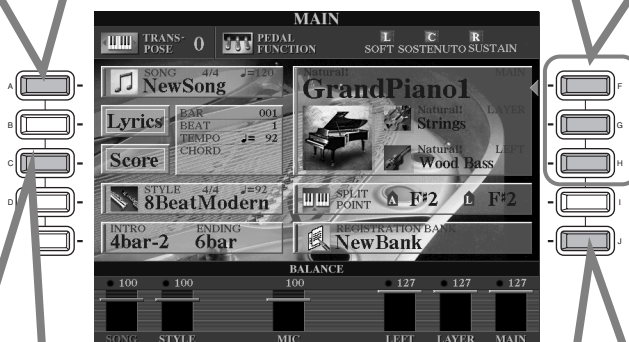 MAIN
TRANS-
POSE 0
PEDAL
FUNCTION
L C R
SOFT SOSTENUTO SUSTAIN
A
B
C
D
F
G
H
I
J
SONG 4/4 ♩=120
NewSong
Lyrics
Score
BAR 001
BEAT 1
TEMPO ♩= 92
CHORD
Natural! MAIN
GrandPiano1
Natural! LAYER
Strings
Natural! LEFT
Wood Bass
STYLE 4/4 ♩=92
8BeatModern
SPLIT
POINT A F♯2 L F♯2
INTRO ENDING
4bar-2 6bar
REGISTRATION BANK
NewBank
BALANCE
100 100 100 127 127 127
SONG STYLE MIC LEFT LAYER MAIN